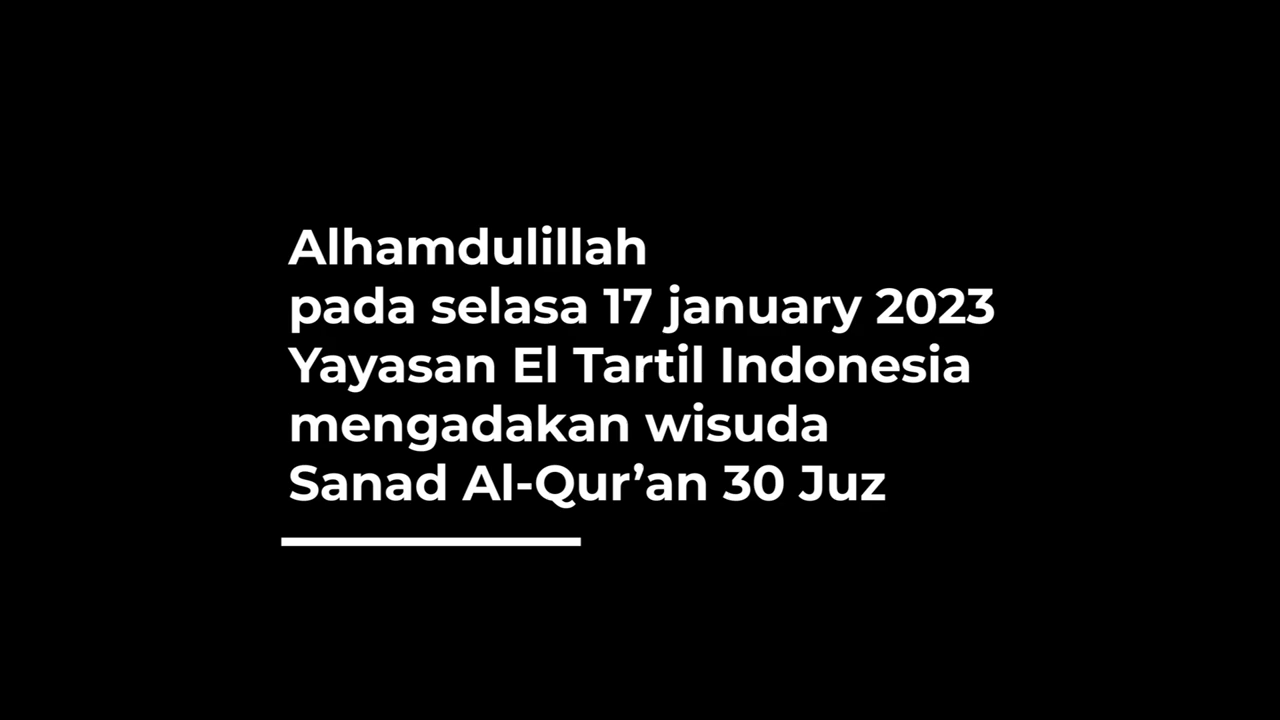 Alhamdulillah
pada selasa 17 january 2023
Yayasan El Tartil Indonesia
mengadakan wisuda
Sanad Al-Qur’an 30 Juz